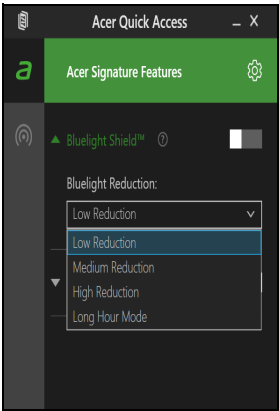 Acer Quick Access
a
Acer Signature Features
Bluelight Shield™
Bluelight Reduction:
Low Reduction
Low Reduction
Medium Reduction
High Reduction
Long Hour Mode